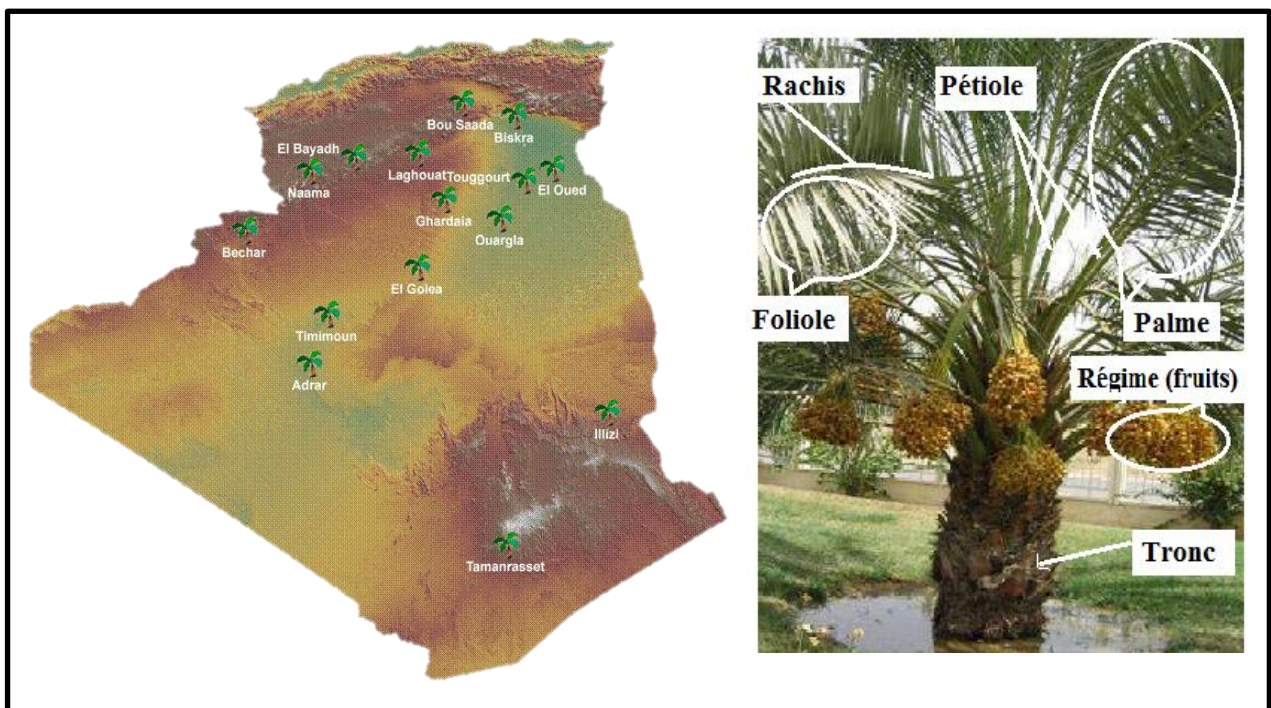 Bou Saada
Biskra
El Bayadh
Laghouat
Touggourt
El Oued
Naama
Ghardaia
Ouargla
Bechar
El Golea
Timimoun
Adrar
Illizi
Tamanrasset
Rachis
Pétiole
Foliole
Palme
Régime (fruits)
Tronc